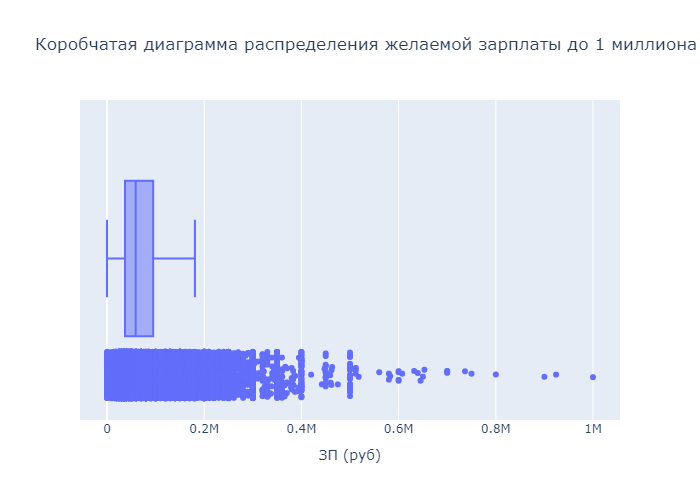 Коробчатая диаграмма распределения желаемой зарплаты до 1 миллиона
0 0.2M 0.4M 0.6M 0.8M 1M
ЗП (руб)